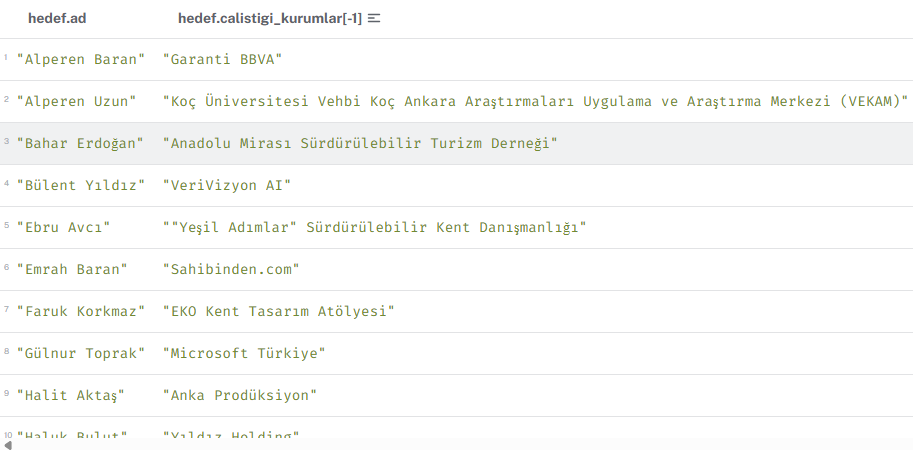 hedef.ad hedef.calistigi_kurumlar[-1]
1 "Alperen Baran" "Garanti BBVA"
2 "Alperen Uzun" "Koç Üniversitesi Vehbi Koç Ankara Araştırmaları Uygulama ve Araştırma Merkezi (VEKAM)"
3 "Bahar Erdoğan" "Anadolu Mirası Sürdürülebilir Turizm Derneği"
4 "Bülent Yıldız" "VeriVizyon AI"
5 "Ebru Avcı" ""Yeşil Adımlar" Sürdürülebilir Kent Danışmanlığı"
6 "Emrah Baran" "Sahibinden.com"
7 "Faruk Korkmaz" "EKO Kent Tasarım Atölyesi"
8 "Gülnur Toprak" "Microsoft Türkiye"
9 "Halit Aktaş" "Anka Prodüksiyon"
10 "Haluk Bulut" "Yıldız Holding"